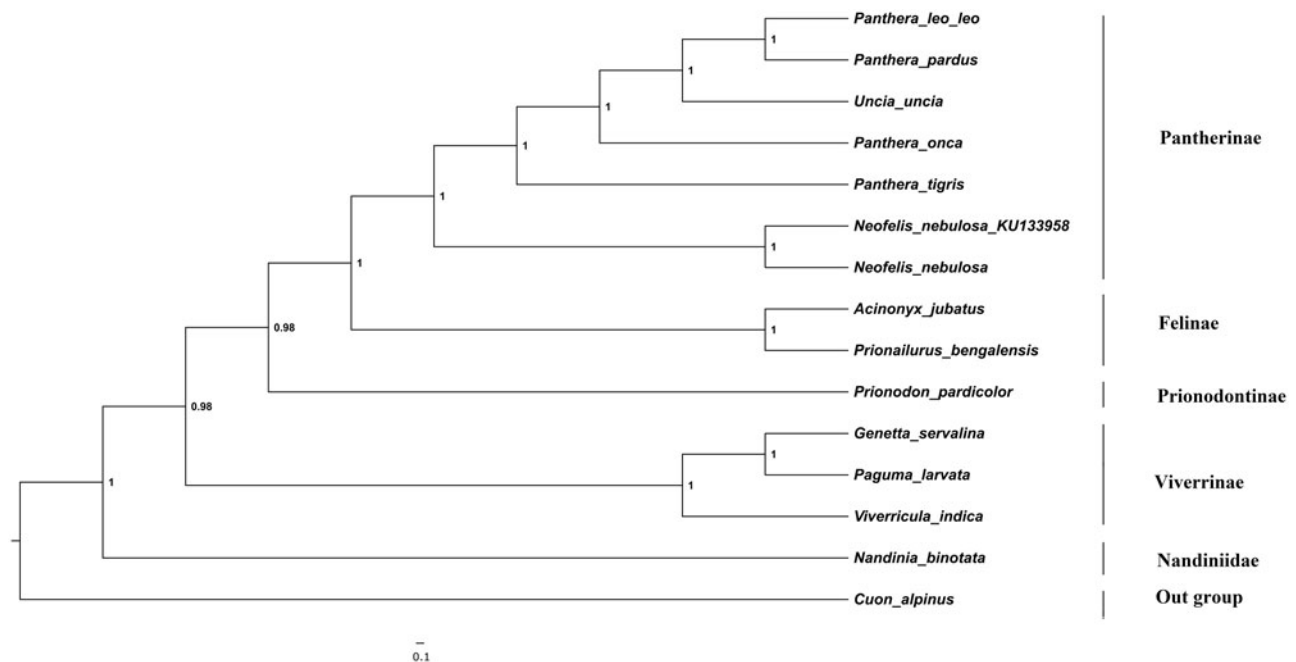 Panthera_leo_leo
1
Panthera_pardus
1
Uncia_uncia
1
Panthera_onca
Pantherinae
1
Panthera_tigris
1
Neofelis_nebulosa_KU133958
1
Neofelis_nebulosa
1
Acinonyx_jubatus
Felinae
0.98
1
Prionailurus_bengalensis
Prionodon_pardicolor
Prionodontinae
0.98
Genetta_servalina
1
Paguma_larvata
Viverrinae
1
1
Viverricula_indica
Nandinia_binotata
Nandiniidae
Cuon_alpinus
Out group
0.1